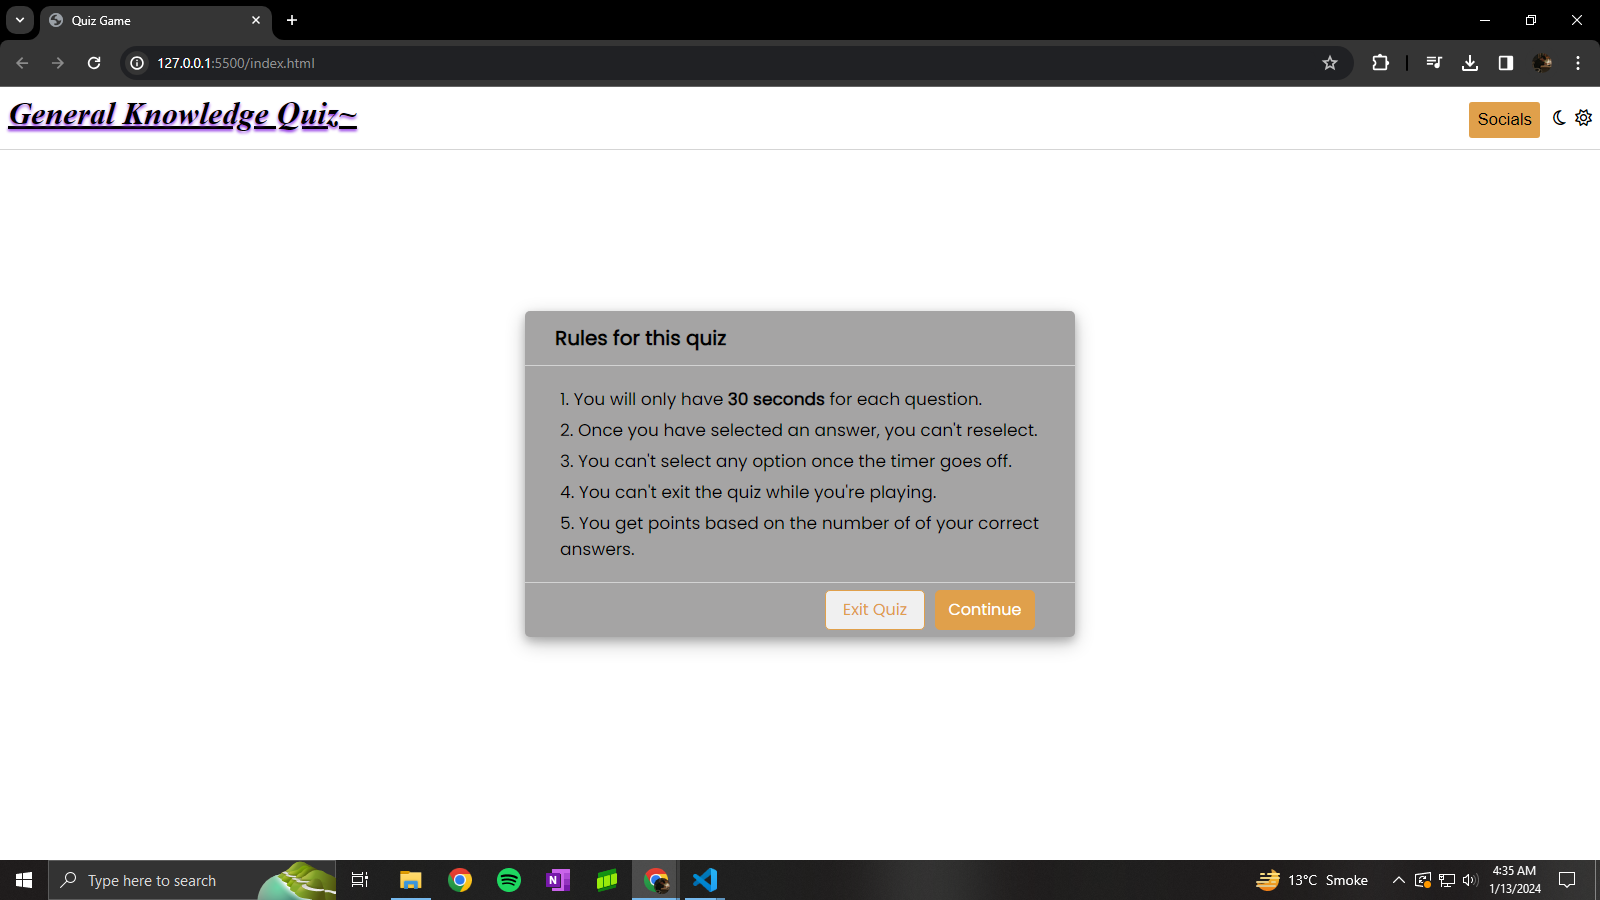 Quiz Game
127.0.0.1:5500/index.html
General Knowledge Quiz~
Socials
Rules for this quiz
1. You will only have 30 seconds for each question.
2. Once you have selected an answer, you can't reselect.
3. You can't select any option once the timer goes off.
4. You can't exit the quiz while you're playing.
5. You get points based on the number of of your correct
answers.
Exit Quiz
Continue
Type here to search
N
13°C Smoke
4:35 AM
1/13/2024